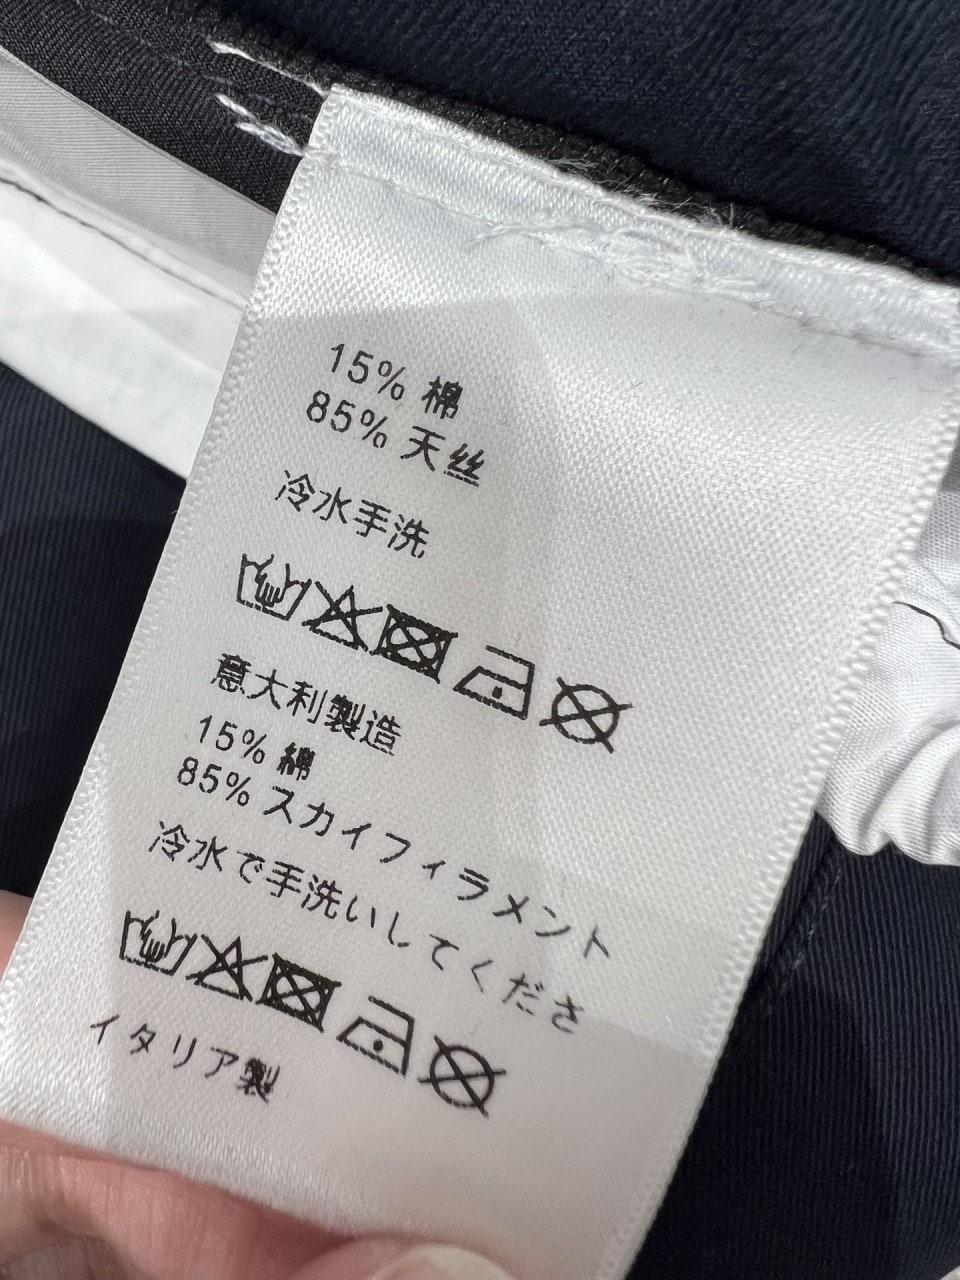 15% 棉
85% 天丝
冷水手洗
意大利製造
15% 綿
85% スカイフィラメント
冷水で手洗いしてくださ
イタリア製